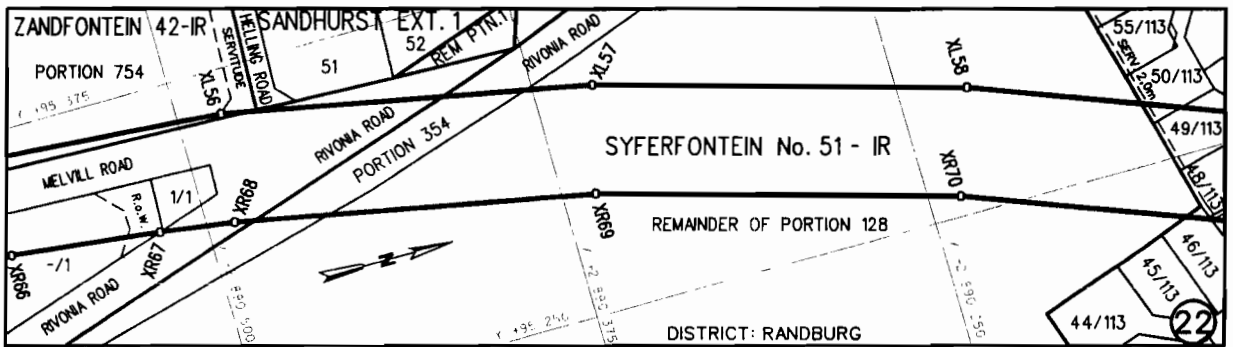 ZANDFONTEIN 42-IR
SANDHURST EXT. 1
PORTION 754
SERVITUDE
HELLING ROAD
51
52
REM PTN.1
RIVONIA ROAD
XL56
XL57
XL58
55/113
SERV 2.0m
50/113
49/113
48/113
MELVILL ROAD
RIVONIA ROAD
PORTION 354
SYFERFONTEIN No. 51 - IR
R.o.W.
1/1
XR68
XR69
XR70
REMAINDER OF PORTION 128
-/1
XR66
XR67
RIVONIA ROAD
N
46/113
45/113
44/113
22
DISTRICT: RANDBURG